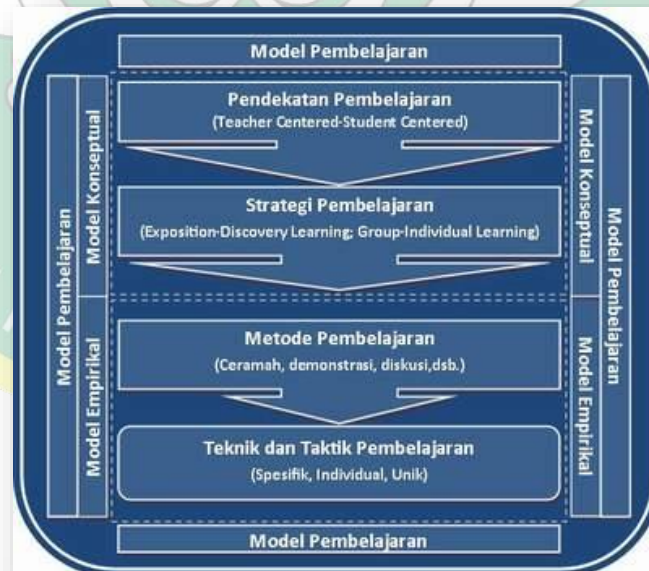 Model Pembelajaran
Model Pembelajaran
Model Konseptual
Model Empirikal
Pendekatan Pembelajaran
(Teacher Centered-Student Centered)
Strategi Pembelajaran
(Exposition-Discovery Learning; Group-Individual Learning)
Metode Pembelajaran
(Ceramah, demonstrasi, diskusi,dsb.)
Teknik dan Taktik Pembelajaran
(Spesifik, Individual, Unik)
Model Konseptual
Model Empirikal
Model Pembelajaran
Model Pembelajaran